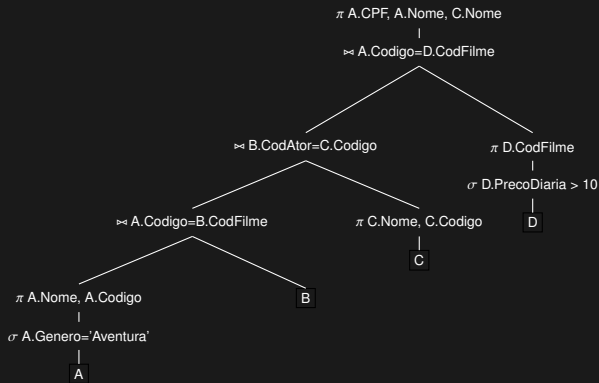 π A.CPF, A.Nome, C.Nome
⋈ A.Codigo=D.CodFilme
⋈ B.CodAtor=C.Codigo
π D.CodFilme
σ D.PrecoDiaria > 10
⋈ A.Codigo=B.CodFilme
π C.Nome, C.Codigo
D
C
π A.Nome, A.Codigo
B
σ A.Genero='Aventura'
A